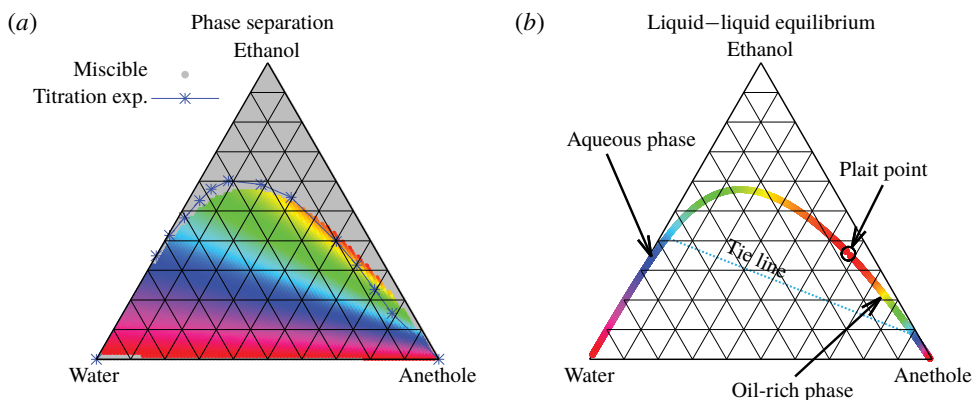 (a)
Phase separation
Ethanol
Miscible
Titration exp.
Water
Anethole
(b)
Liquid−liquid equilibrium
Ethanol
Aqueous phase
Plait point
Tie line
Water
Anethole
Oil-rich phase